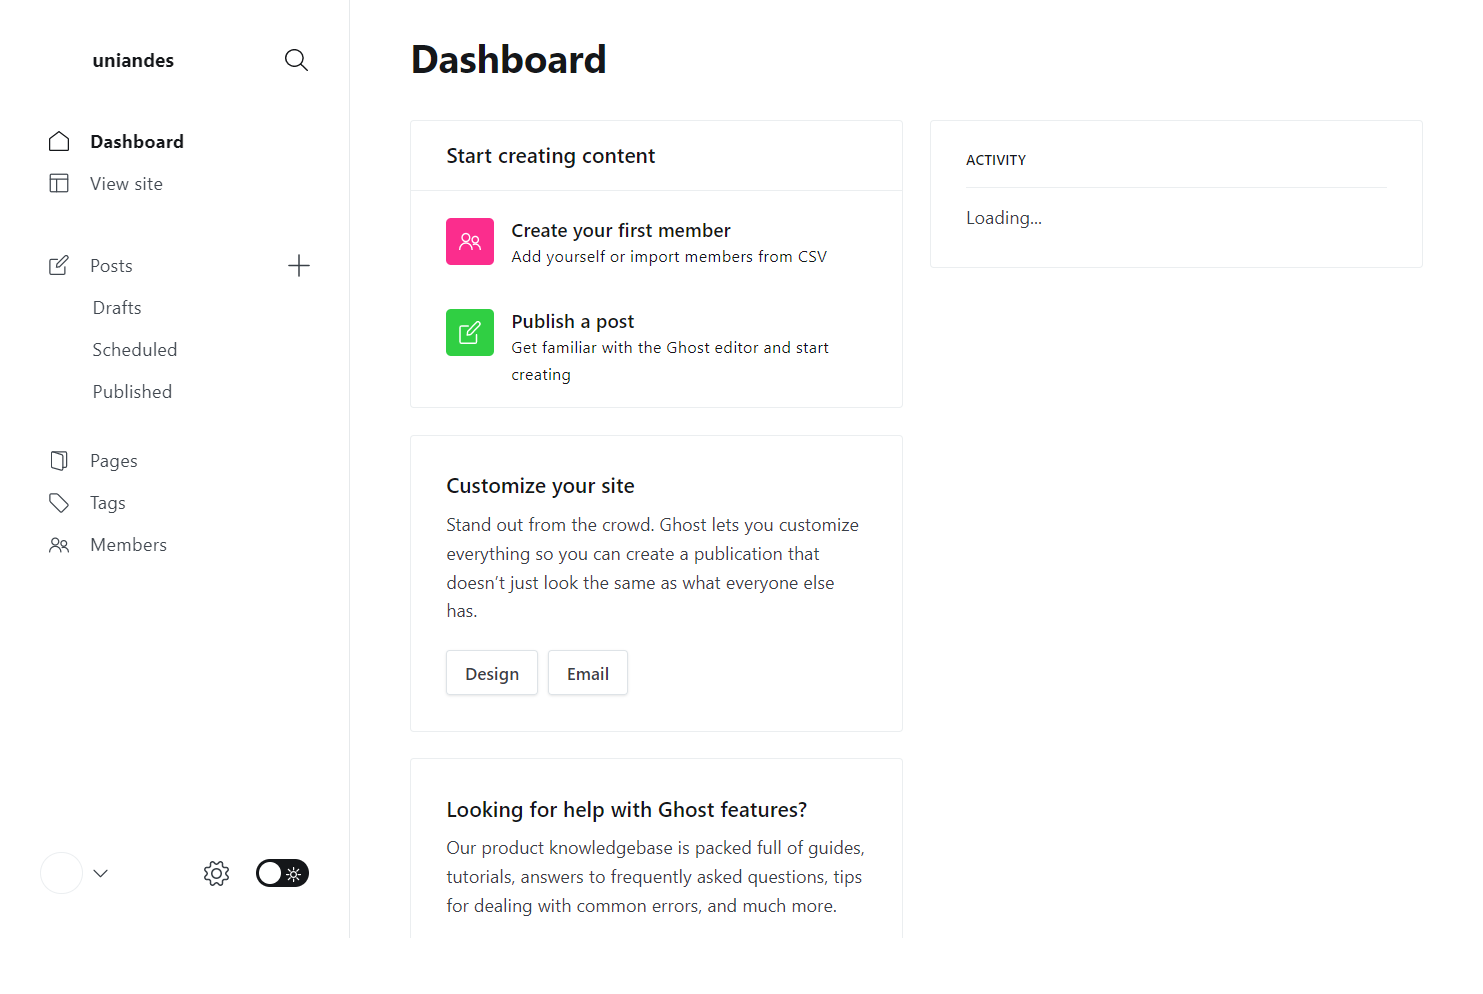 uniandes
Dashboard
View site
Posts
Drafts
Scheduled
Published
Pages
Tags
Members
Dashboard
Start creating content
Create your first member
Add yourself or import members from CSV
Publish a post
Get familiar with the Ghost editor and start
creating
Customize your site
Stand out from the crowd. Ghost lets you customize
everything so you can create a publication that
doesn’t just look the same as what everyone else
has.
Design
Email
Looking for help with Ghost features?
Our product knowledgebase is packed full of guides,
tutorials, answers to frequently asked questions, tips
for dealing with common errors, and much more.
ACTIVITY
Loading...